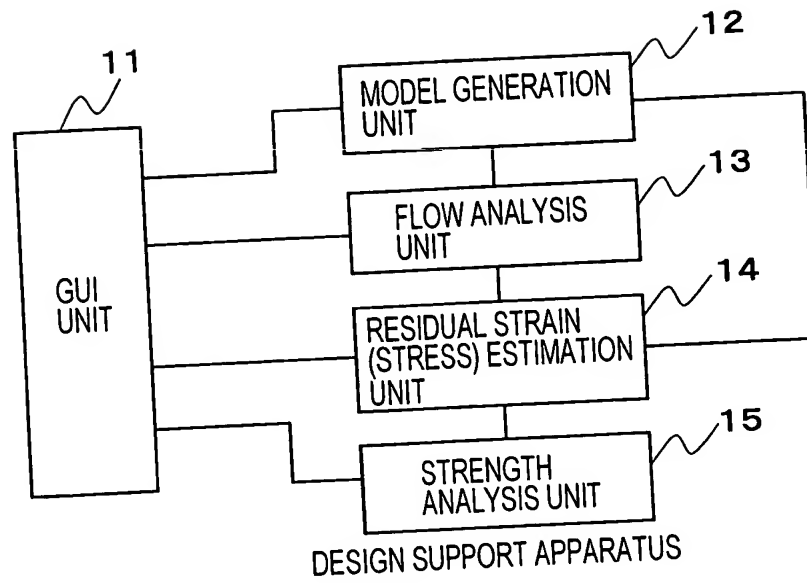 11
12
MODEL GENERATION
UNIT
13
FLOW ANALYSIS
UNIT
GUI
UNIT
14
RESIDUAL STRAIN
(STRESS) ESTIMATION
UNIT
15
STRENGTH
ANALYSIS UNIT
DESIGN SUPPORT APPARATUS